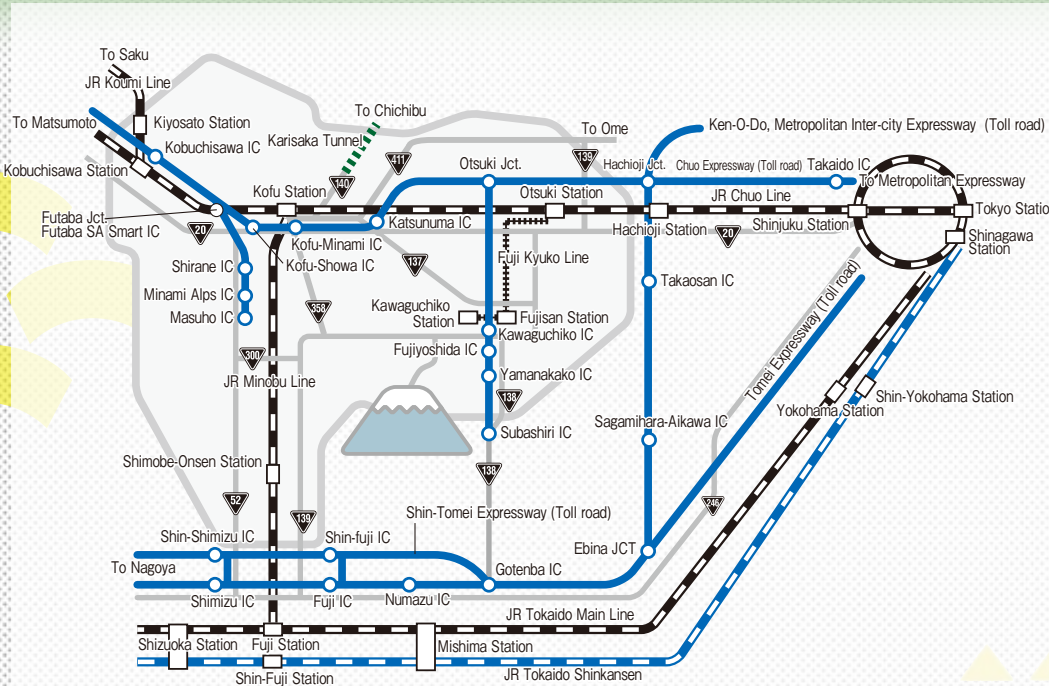 To Saku
JR Koumi Line
To Chichibu
To Matsumoto
Kiyosato Station
Karisaka Tunnel
To Ome
Ken-O-Do, Metropolitan Inter-city Expressway (Toll road)
Kobuchisawa IC
411
139
Otsuki Jct.
Hachioji Jct.
Chuo Expressway (Toll road)
Takaido IC
Kobuchisawa Station
140
Kofu Station
Otsuki Station
To Metropolitan Expressway
JR Chuo Line
Futaba Jct.
Futaba SA Smart IC
20
Katsunuma IC
Hachioji Station
20
Shinjuku Station
Tokyo Station
Kofu-Minami IC
Shinagawa
Station
Shirane IC
Kofu-Showa IC
137
Fuji Kyuko Line
Takaosan IC
Minami Alps IC
Masuho IC
358
Kawaguchiko
Station
Fujisan Station
Kawaguchiko IC
Tomei Expressway (Toll road)
300
Fujiyoshida IC
JR Minobu Line
Yamanakako IC
138
Shin-Yokohama Station
Yokohama Station
Subashiri IC
Sagamihara-Aikawa IC
Shimobe-Onsen Station
138
52
139
246
Shin-Tomei Expressway (Toll road)
Shin-Shimizu IC
Shin-fuji IC
Ebina JCT
To Nagoya
Gotenba IC
Shimizu IC
Fuji IC
Numazu IC
JR Tokaido Main Line
Shizuoka Station
Fuji Station
Mishima Station
Shin-Fuji Station
JR Tokaido Shinkansen